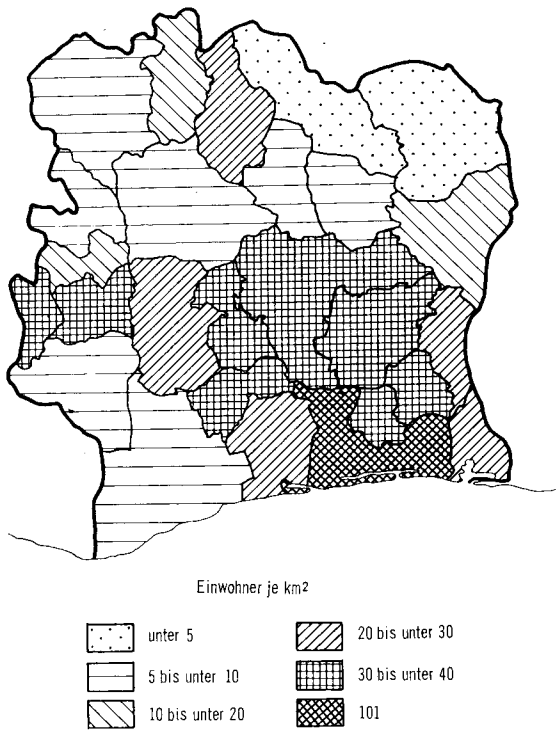 Einwohner je km²
unter 5
5 bis unter 10
10 bis unter 20
20 bis unter 30
30 bis unter 40
101